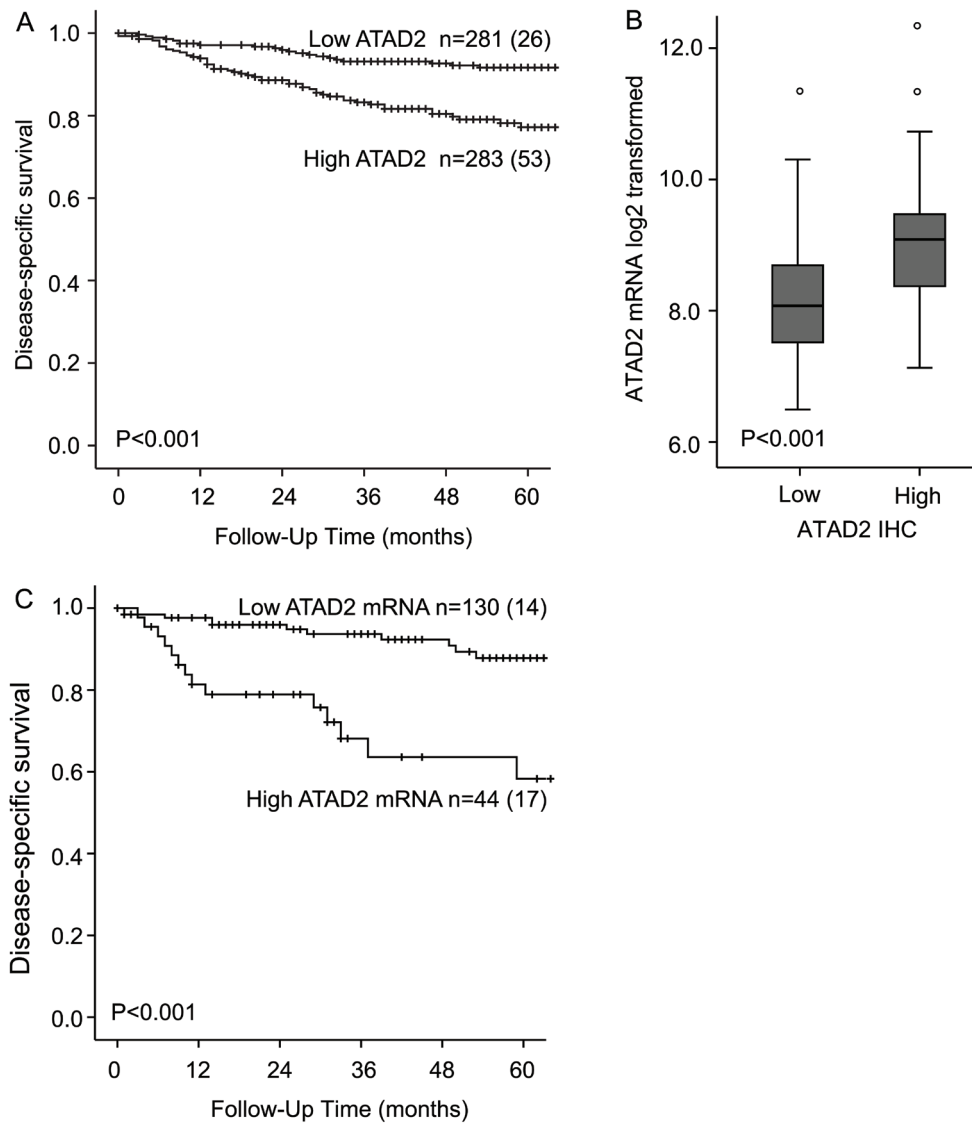 A
1.0
0.8
0.6
0.4
0.2
0.0
Disease-specific survival
Low ATAD2 n=281 (26)
High ATAD2 n=283 (53)
P<0.001
0 12 24 36 48 60
Follow-Up Time (months)
B
12.0
10.0
8.0
6.0
ATAD2 mRNA log2 transformed
P<0.001
Low High
ATAD2 IHC
C
1.0
0.8
0.6
0.4
0.2
0.0
Disease-specific survival
Low ATAD2 mRNA n=130 (14)
High ATAD2 mRNA n=44 (17)
P<0.001
0 12 24 36 48 60
Follow-Up Time (months)